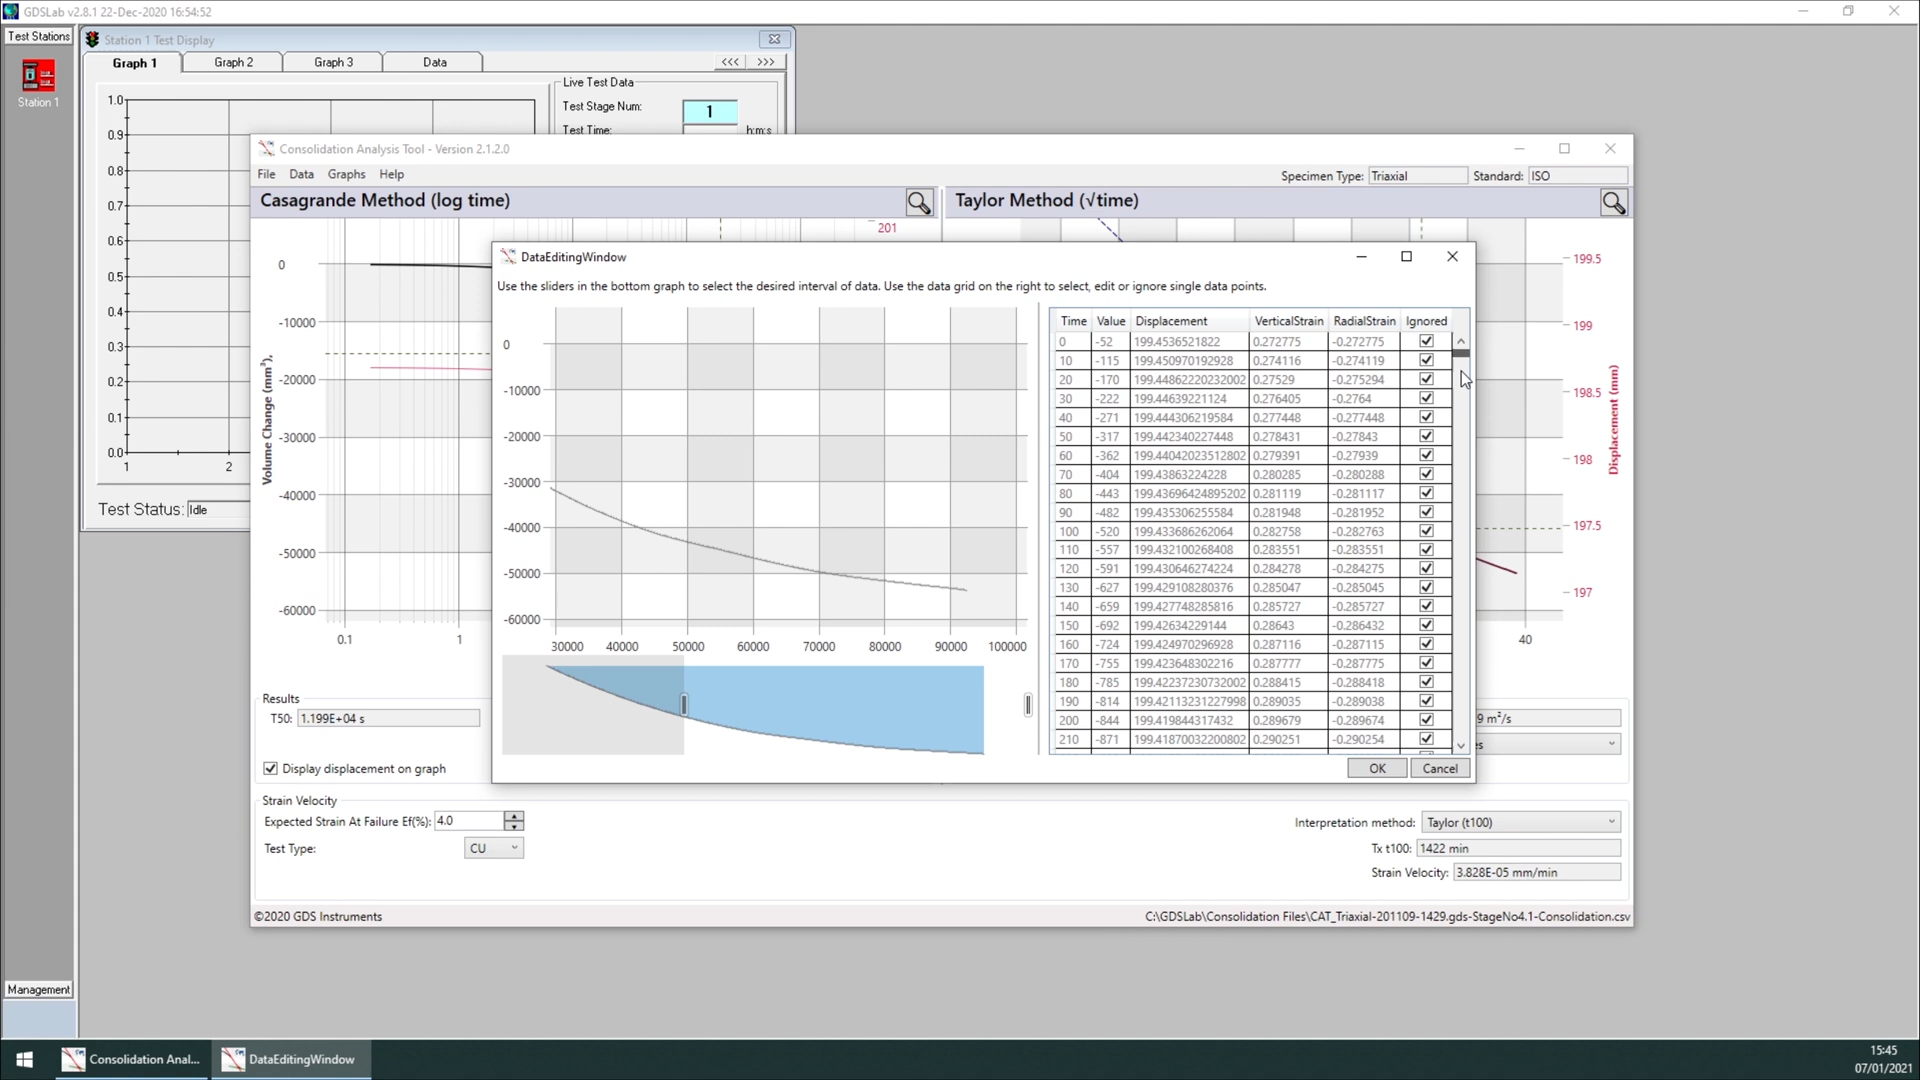 GDSLab v2.8.1 22-Dec-2020 16:54:52
Test Stations
Station 1
Management
Station 1 Test Display
Graph 1 Graph 2 Graph 3 Data <<< >>>
Live Test Data
Test Stage Num: 1
Test Time: h:m:s
1.0
0.9
0.8
0.7
0.6
0.5
0.4
0.3
0.2
0.1
0.0
1 2
Test Status: Idle
Consolidation Analysis Tool - Version 2.1.2.0
File Data Graphs Help
Specimen Type: Triaxial Standard: ISO
Casagrande Method (log time)
Taylor Method (√time)
201
0
-10000
-20000
-30000
-40000
-50000
-60000
Volume Change (mm³),
0.1 1
199.5
199
198.5
198
197.5
197
Displacement (mm)
40
DataEditingWindow
Use the sliders in the bottom graph to select the desired interval of data. Use the data grid on the right to select, edit or ignore single data points.
0
-10000
-20000
-30000
-40000
-50000
-60000
30000 40000 50000 60000 70000 80000 90000 100000
Time Value Displacement VerticalStrain RadialStrain Ignored
0 -52 199.4536521822 0.272775 -0.272775
10 -115 199.450970192928 0.274116 -0.274119
20 -170 199.44862220232002 0.27529 -0.275294
30 -222 199.44639221124 0.276405 -0.2764
40 -271 199.444306219584 0.277448 -0.277448
50 -317 199.442340227448 0.278431 -0.27843
60 -362 199.44042023512802 0.279391 -0.27939
70 -404 199.43863224228 0.280285 -0.280288
80 -443 199.43696424895202 0.281119 -0.281117
90 -482 199.435306255584 0.281948 -0.281952
100 -520 199.433686262064 0.282758 -0.282763
110 -557 199.432100268408 0.283551 -0.283551
120 -591 199.430646274224 0.284278 -0.284275
130 -627 199.429108280376 0.285047 -0.285045
140 -659 199.427748285816 0.285727 -0.285727
150 -692 199.42634229144 0.28643 -0.286432
160 -724 199.424970296928 0.287116 -0.287115
170 -755 199.423648302216 0.287777 -0.287775
180 -785 199.42237230732002 0.288415 -0.288418
190 -814 199.42113231227998 0.289035 -0.289038
200 -844 199.419844317432 0.289679 -0.289674
210 -871 199.41870032200802 0.290251 -0.290254
OK Cancel
Results
T50: 1.199E+04 s
9 m²/s
es
Display displacement on graph
Strain Velocity
Expected Strain At Failure Ef(%): 4.0
Test Type: CU
Interpretation method: Taylor (t100)
Tx t100: 1422 min
Strain Velocity: 3.828E-05 mm/min
©2020 GDS Instruments
C:\GDSLab\Consolidation Files\CAT_Triaxial-201109-1429.gds-StageNo4.1-Consolidation.csv
Consolidation Anal...
DataEditingWindow
15:45
07/01/2021